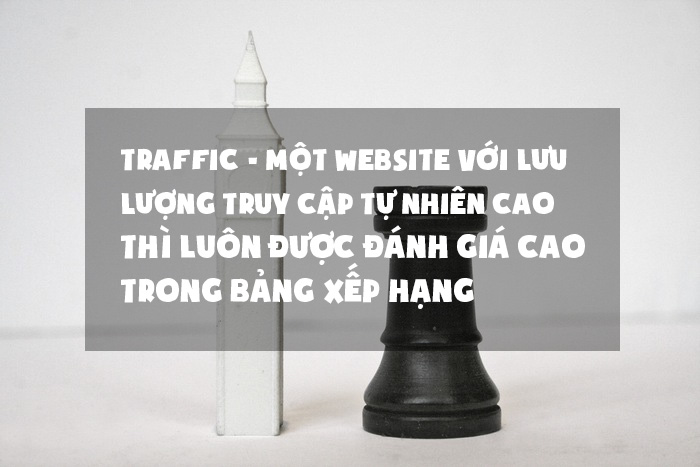 TRAFFIC - MỘT WEBSITE VỚI LƯU
LƯỢNG TRUY CẬP TỰ NHIÊN CAO
THÌ LUÔN ĐƯỢC ĐÁNH GIÁ CAO
TRONG BẢNG XẾP HẠNG